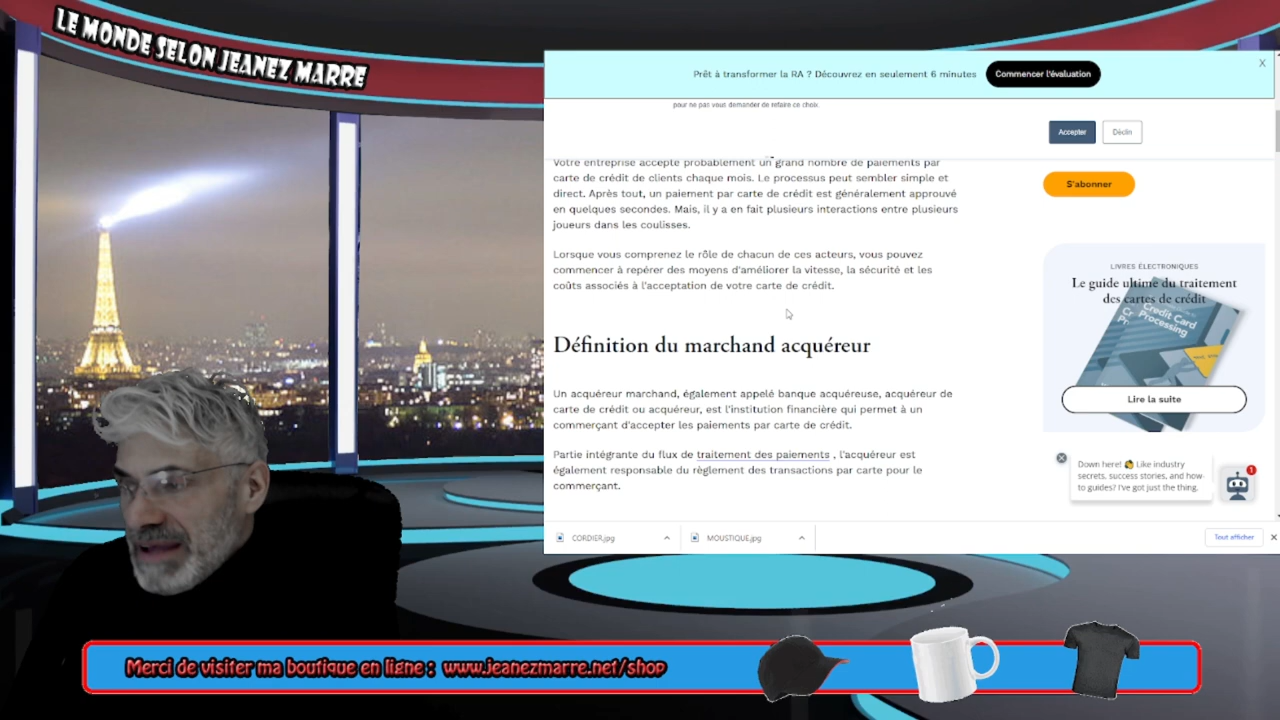 LE MONDE SELON JEANEZ MARRE
Prêt à transformer la RA ? Découvrez en seulement 6 minutes
Commencer l'évaluation
X
pour ne pas vous demander de refaire ce choix
Accepter
Déclin
Votre entreprise accepte probablement un grand nombre de paiements par
carte de crédit de clients chaque mois. Le processus peut sembler simple et
direct. Après tout, un paiement par carte de crédit est généralement approuvé
en quelques secondes. Mais, il y a en fait plusieurs interactions entre plusieurs
joueurs dans les coulisses.
Lorsque vous comprenez le rôle de chacun de ces acteurs, vous pouvez
commencer à repérer des moyens d'améliorer la vitesse, la sécurité et les
coûts associés à l'acceptation de votre carte de crédit.
Définition du marchand acquéreur
Un acquéreur marchand, également appelé banque acquéreuse, acquéreur de
carte de crédit ou acquéreur, est l'institution financière qui permet à un
commerçant d'accepter les paiements par carte de crédit.
Partie intégrante du flux de traitement des paiements , l'acquéreur est
également responsable du règlement des transactions par carte pour le
commerçant.
S'abonner
LIVRES ÉLECTRONIQUES
Le guide ultime du traitement
des cartes de crédit
Credit Card
Processing
Lire la suite
Down here! 👋 Like industry
secrets, success stories, and how-
to guides? I've got just the thing.
1
CORDIER.jpg
MOUSTIQUE.jpg
Tout afficher
Merci de visiter ma boutique en ligne : www.jeanezmarre.net/shop